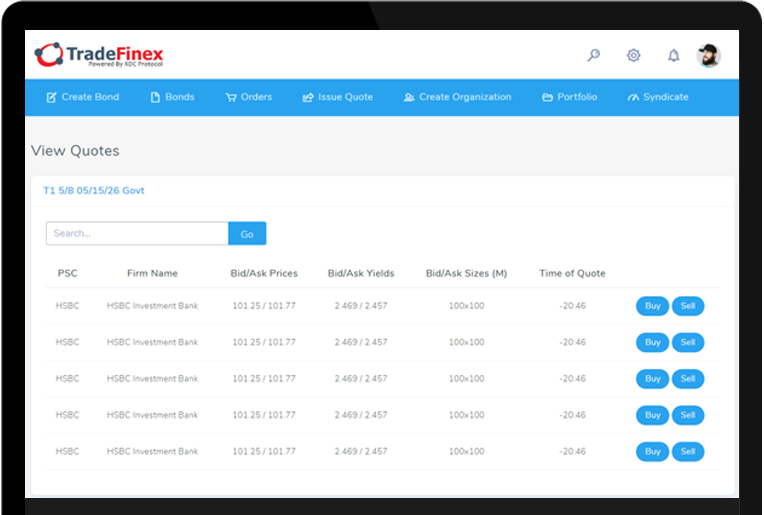 TradeFinex
Powered By XDC Protocol
Create Bond Bonds Orders Issue Quote Create Organization Portfolio Syndicate
View Quotes
T1 5/8 05/15/26 Govt
Search... Go
PSC Firm Name Bid/Ask Prices Bid/Ask Yields Bid/Ask Sizes (M) Time of Quote
HSBC HSBC Investment Bank 101.25 / 101.77 2.469 / 2.457 100x100 -20:46 Buy Sell
HSBC HSBC Investment Bank 101.25 / 101.77 2.469 / 2.457 100x100 -20:46 Buy Sell
HSBC HSBC Investment Bank 101.25 / 101.77 2.469 / 2.457 100x100 -20:46 Buy Sell
HSBC HSBC Investment Bank 101.25 / 101.77 2.469 / 2.457 100x100 -20:46 Buy Sell
HSBC HSBC Investment Bank 101.25 / 101.77 2.469 / 2.457 100x100 -20:46 Buy Sell